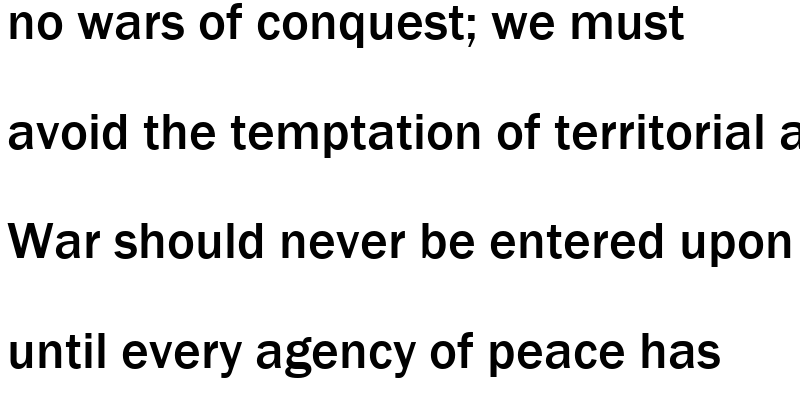 no wars of conquest; we must
avoid the temptation of territorial
War should never be entered upon
until every agency of peace has